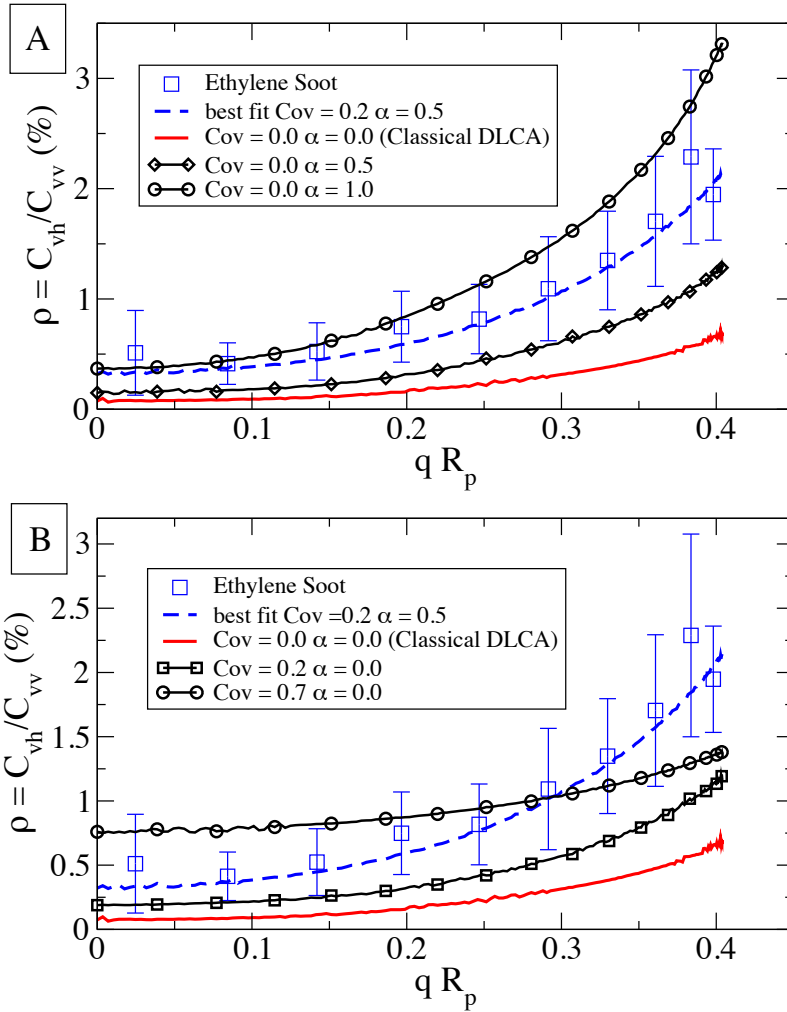 A
ρ = C_vh/C_vv (%)
3
2
1
0
Ethylene Soot
best fit Cov = 0.2 α = 0.5
Cov = 0.0 α = 0.0 (Classical DLCA)
Cov = 0.0 α = 0.5
Cov = 0.0 α = 1.0
0 0.1 0.2 0.3 0.4
q R_p
B
ρ = C_vh/C_vv (%)
3
2.5
2
1.5
1
0.5
0
Ethylene Soot
best fit Cov =0.2 α = 0.5
Cov = 0.0 α = 0.0 (Classical DLCA)
Cov = 0.2 α = 0.0
Cov = 0.7 α = 0.0
0 0.1 0.2 0.3 0.4
q R_p